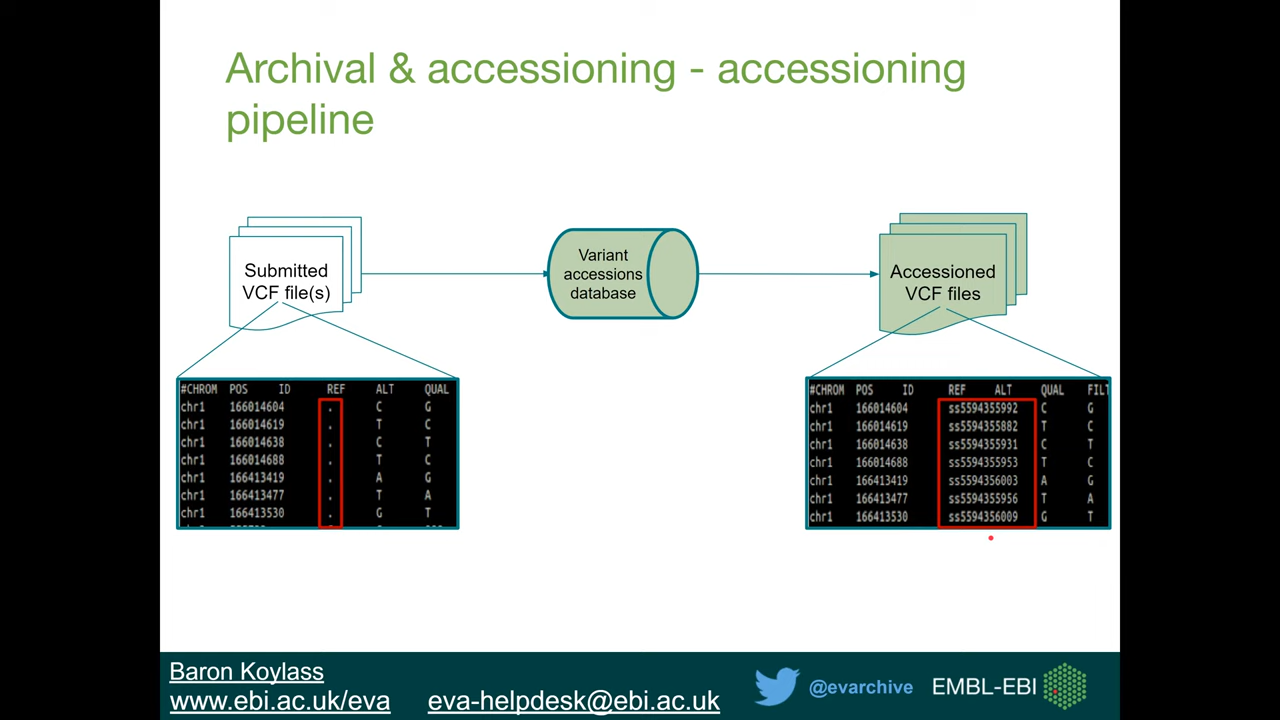 Archival & accessioning - accessioning
pipeline
Submitted
VCF file(s)
Variant
accessions
database
Accessioned
VCF files
#CHROM POS ID REF ALT QUAL
chr1 166014604 . C G
chr1 166014619 . T C
chr1 166014638 . C T
chr1 166014688 . T C
chr1 166413419 . A G
chr1 166413477 . T A
chr1 166413530 . G T
#CHROM POS ID REF ALT QUAL FILT
chr1 166014604 ss5594355992 C G
chr1 166014619 ss5594355882 T C
chr1 166014638 ss5594355931 C T
chr1 166014688 ss5594355953 T C
chr1 166413419 ss5594356003 A G
chr1 166413477 ss5594355956 T A
chr1 166413530 ss5594356009 G T
Baron Koylass
www.ebi.ac.uk/eva eva-helpdesk@ebi.ac.uk
@evarchive EMBL-EBI